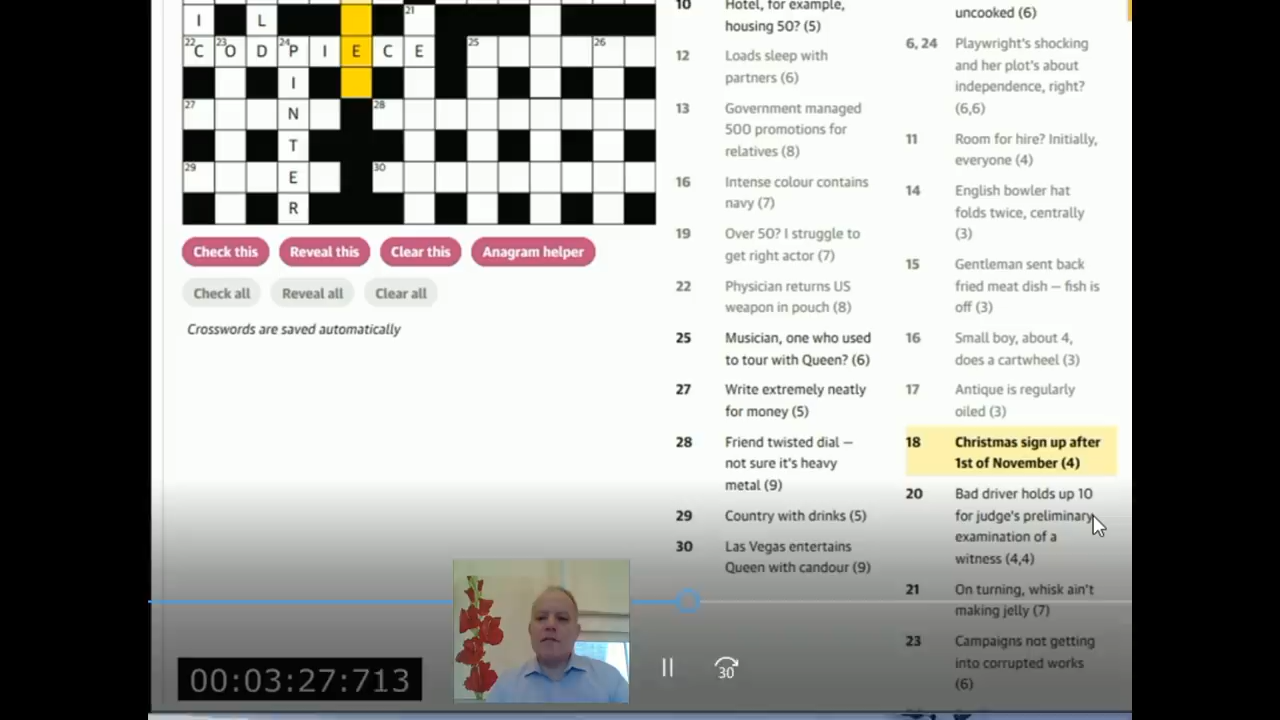 I L 21
22 C 23 O D 24 P I E C E 25 26
I
27 N 28
T
29 E 30
R
Check this Reveal this Clear this Anagram helper
Check all Reveal all Clear all
Crosswords are saved automatically
10 Hotel, for example,
housing 50? (5)
12 Loads sleep with
partners (6)
13 Government managed
500 promotions for
relatives (8)
16 Intense colour contains
navy (7)
19 Over 50? I struggle to
get right actor (7)
22 Physician returns US
weapon in pouch (8)
25 Musician, one who used
to tour with Queen? (6)
27 Write extremely neatly
for money (5)
28 Friend twisted dial –
not sure it's heavy
metal (9)
29 Country with drinks (5)
30 Las Vegas entertains
Queen with candour (9)
uncooked (6)
6, 24 Playwright's shocking
and her plot's about
independence, right?
(6,6)
11 Room for hire? Initially,
everyone (4)
14 English bowler hat
folds twice, centrally
(3)
15 Gentleman sent back
fried meat dish – fish is
off (3)
16 Small boy, about 4,
does a cartwheel (3)
17 Antique is regularly
oiled (3)
18 Christmas sign up after
1st of November (4)
20 Bad driver holds up 10
for judge's preliminary
examination of a
witness (4,4)
21 On turning, whisk ain't
making jelly (7)
23 Campaigns not getting
into corrupted works
(6)
30
00:03:27:713